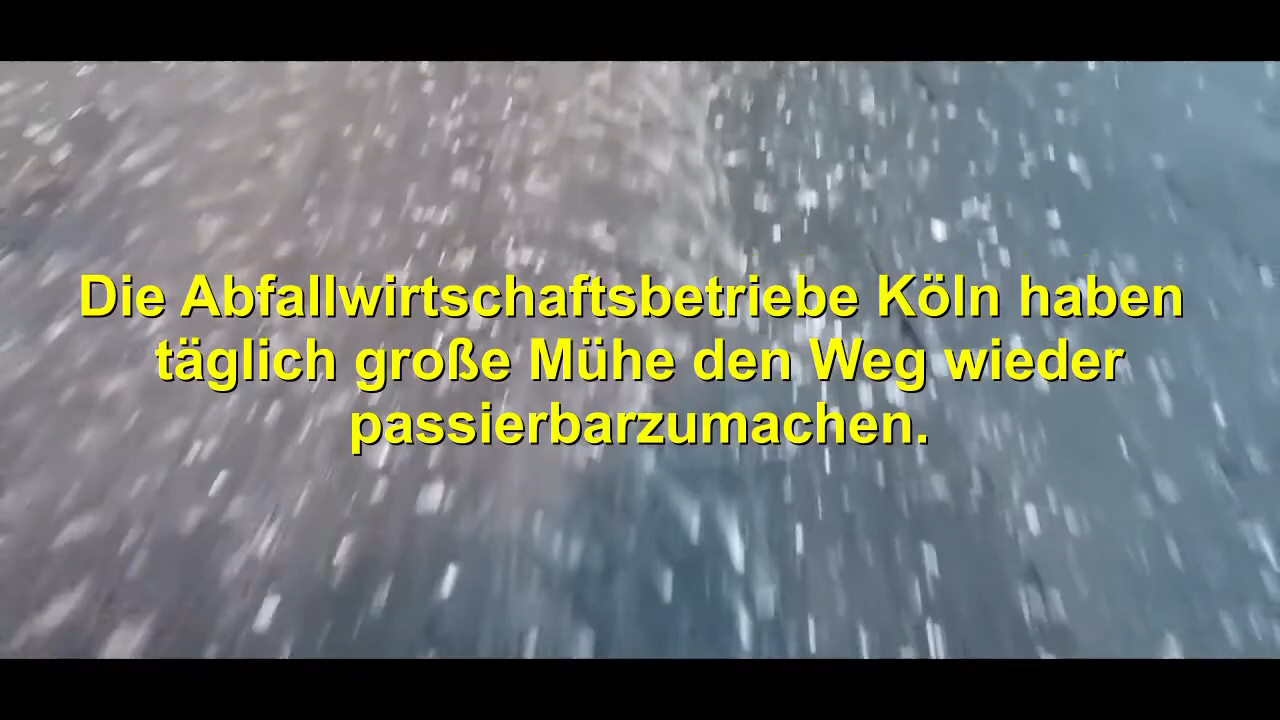 Die Abfallwirtschaftsbetriebe Köln haben
täglich große Mühe den Weg wieder
passierbarzumachen.